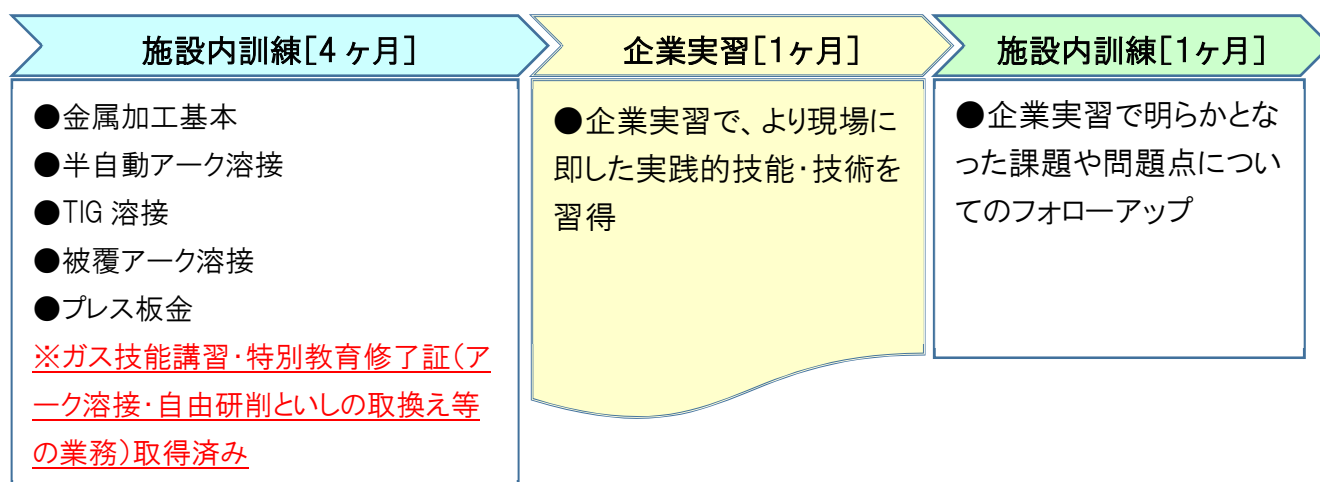 施設内訓練[4ヶ月]
●金属加工基本
●半自動アーク溶接
●TIG 溶接
●被覆アーク溶接
●プレス板金
※ガス技能講習・特別教育修了証(ア
ーク溶接・自由研削といしの取換え等
の業務)取得済み
企業実習[1ヶ月]
●企業実習で、より現場に
即した実践的技能・技術を
習得
施設内訓練[1ヶ月]
●企業実習で明らかとな
った課題や問題点につい
てのフォローアップ